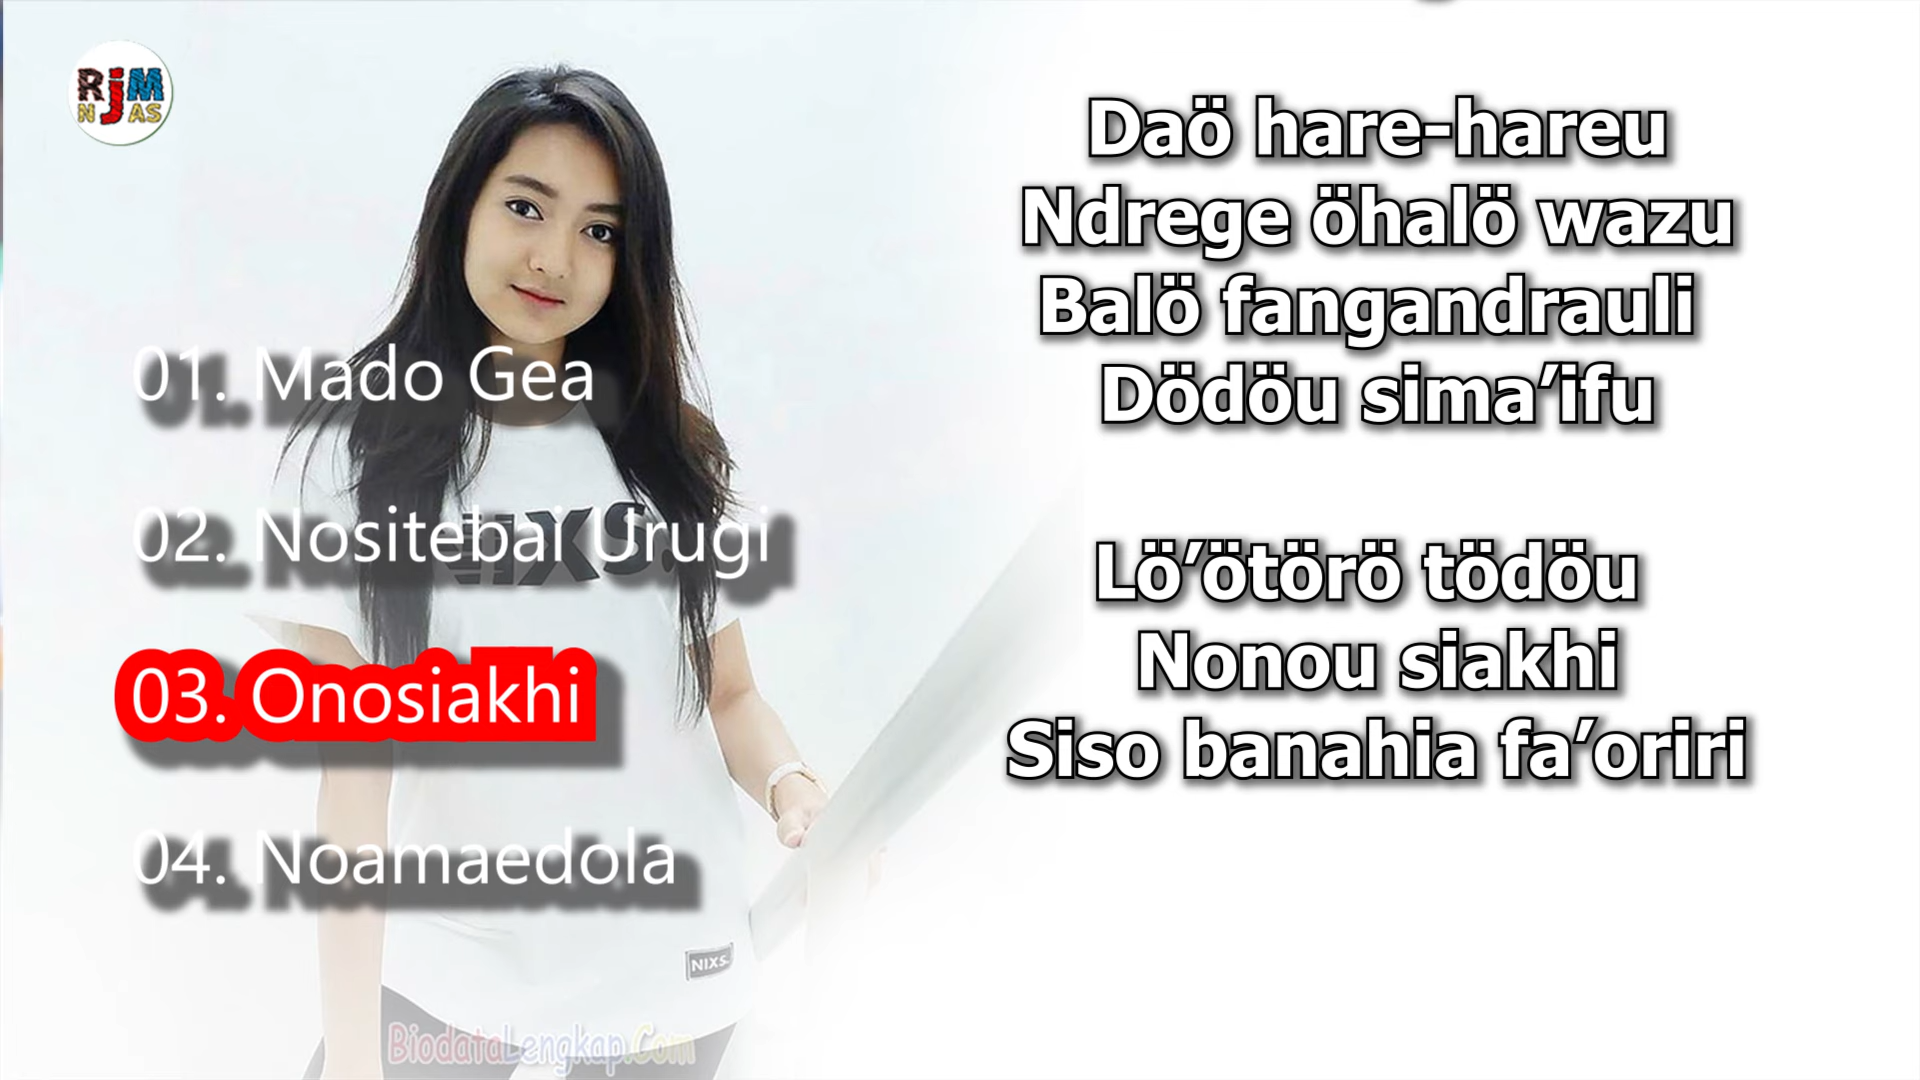 RJM
NIAS
01. Mado Gea
02. Nositebai Urugi
03. Onosiakhi
04. Noamaedola
Daö hare-hareu
Ndrege öhalö wazu
Balö fangandrauli
Dödöu sima’ifu
Lö’ötörö tödöu
Nonou siakhi
Siso banahia fa’oriri
NIXS.
BiodataLengkap.Com